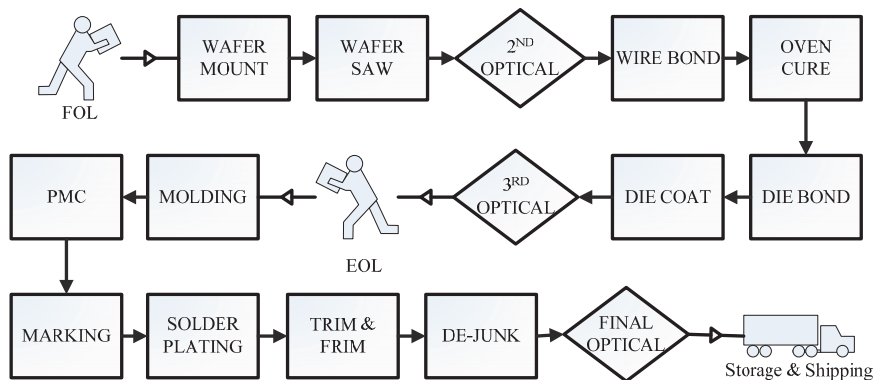 FOL
WAFER
MOUNT
WAFER
SAW
2ND
OPTICAL
WIRE BOND
OVEN
CURE
DIE BOND
DIE COAT
3RD
OPTICAL
EOL
MOLDING
PMC
MARKING
SOLDER
PLATING
TRIM &
FRIM
DE-JUNK
FINAL
OPTICAL
Storage & Shipping